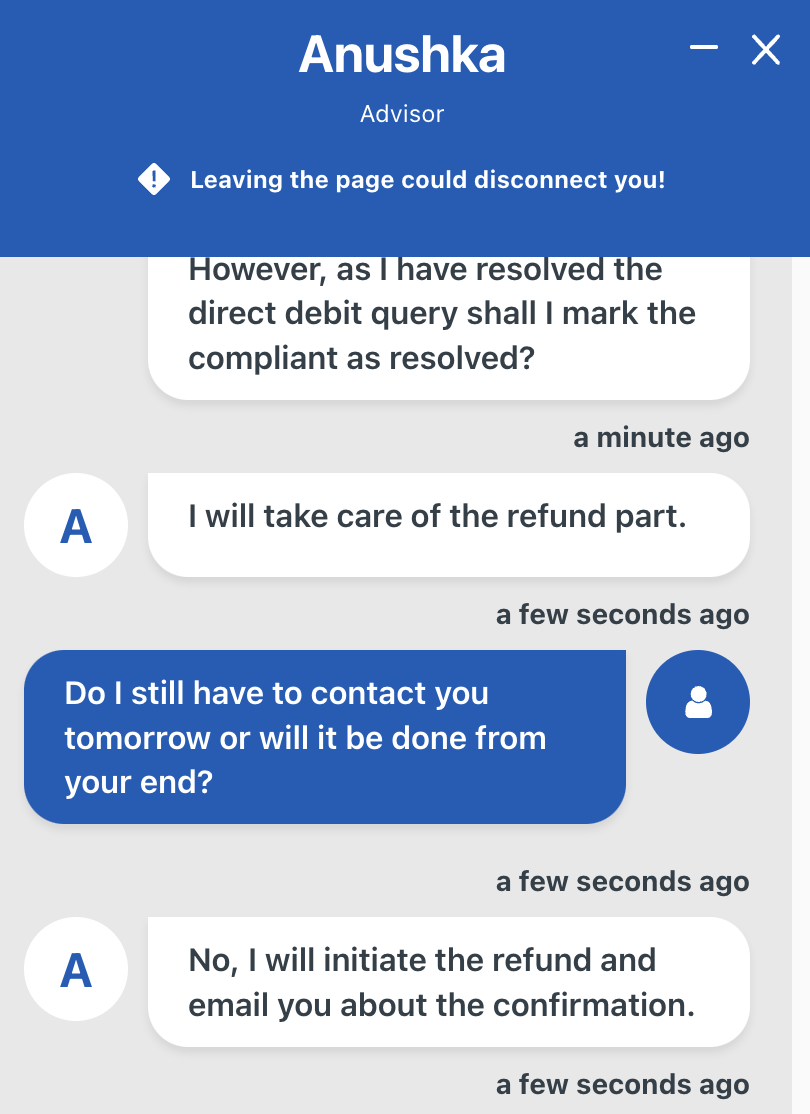 Anushka
Advisor
Leaving the page could disconnect you!
However, as I have resolved the
direct debit query shall I mark the
compliant as resolved?
a minute ago
A
I will take care of the refund part.
a few seconds ago
Do I still have to contact you
tomorrow or will it be done from
your end?
a few seconds ago
A
No, I will initiate the refund and
email you about the confirmation.
a few seconds ago